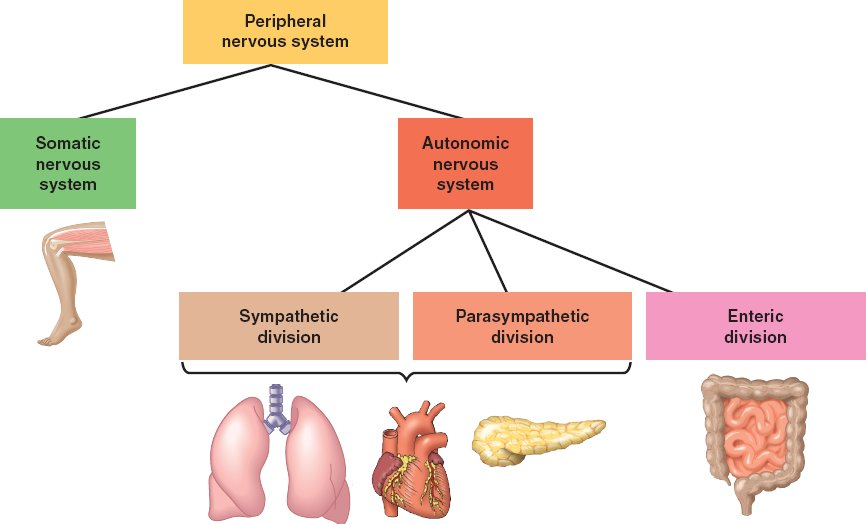 Peripheral
nervous system
Somatic
nervous
system
Autonomic
nervous
system
Sympathetic
division
Parasympathetic
division
Enteric
division